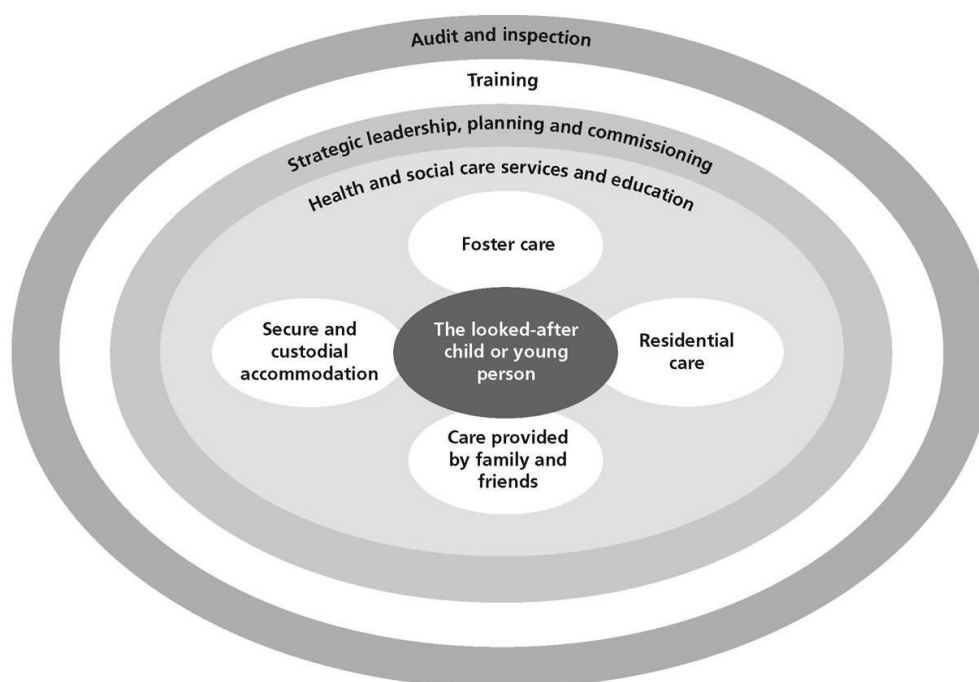 Audit and inspection
Training
Strategic leadership, planning and commissioning
Health and social care services and education
Foster care
Secure and
custodial
accommodation
The looked-after
child or young
person
Residential
care
Care provided
by family and
friends